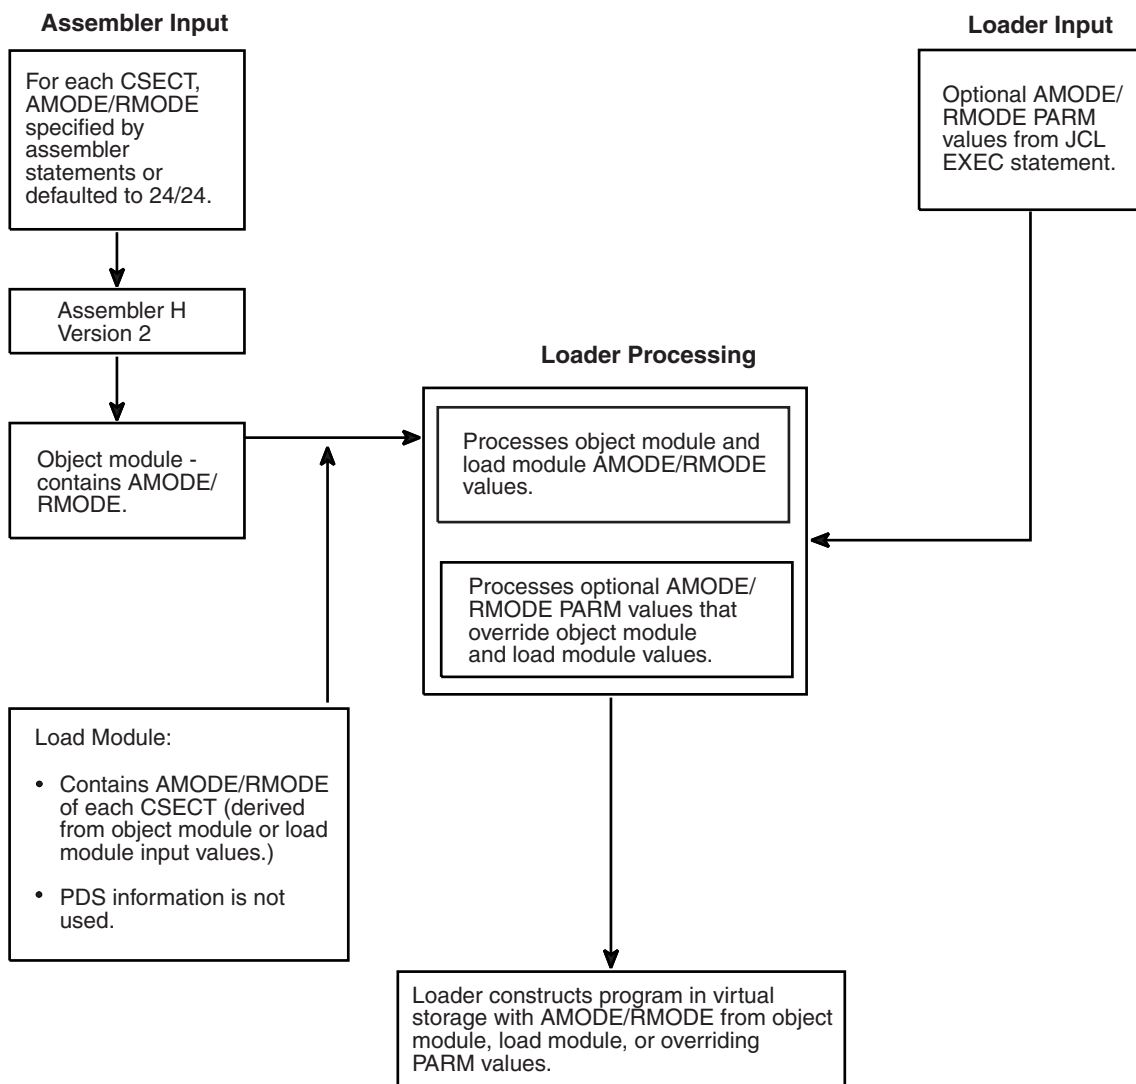 Assembler Input
For each CSECT,
AMODE/RMODE
specified by
assembler
statements or
defaulted to 24/24.
Assembler H
Version 2
Object module -
contains AMODE/
RMODE.
Load Module:
• Contains AMODE/RMODE
of each CSECT (derived
from object module or load
module input values.)
• PDS information is not
used.
Loader Processing
Processes object module and
load module AMODE/RMODE
values.
Processes optional AMODE/
RMODE PARM values that
override object module
and load module values.
Loader Input
Optional AMODE/
RMODE PARM
values from JCL
EXEC statement.
Loader constructs program in virtual
storage with AMODE/RMODE from object
module, load module, or overriding
PARM values.